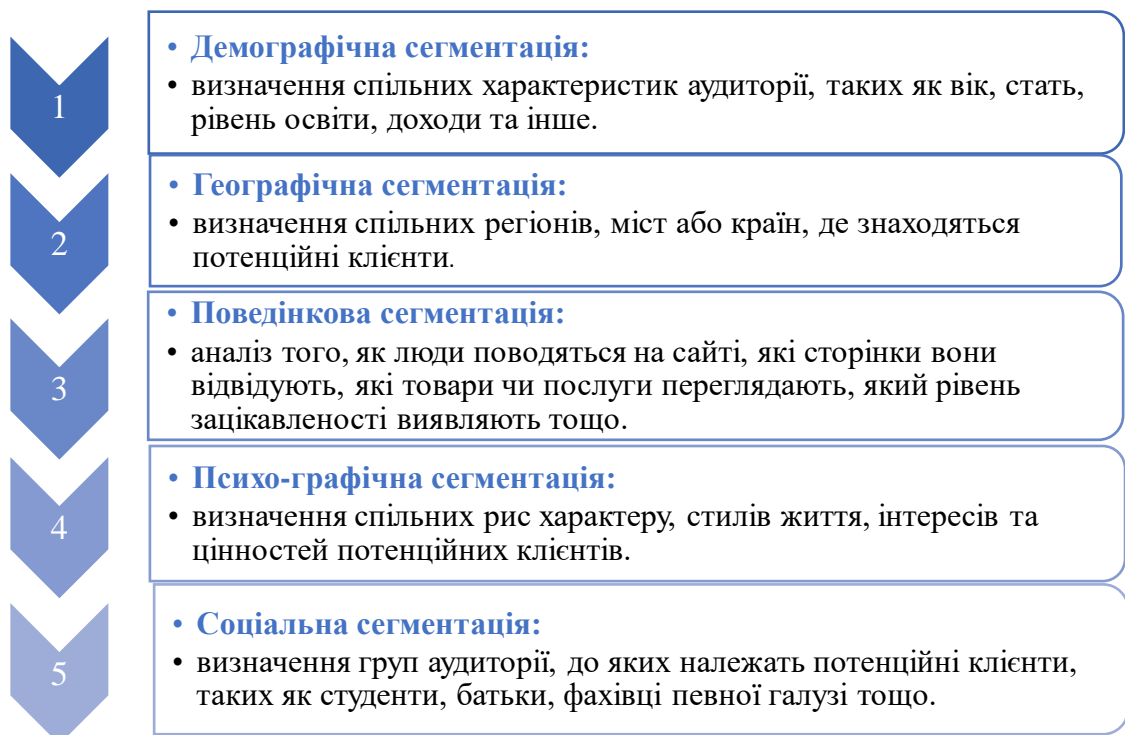 1
• Демографічна сегментація:
• визначення спільних характеристик аудиторії, таких як вік, стать,
рівень освіти, доходи та інше.
2
• Географічна сегментація:
• визначення спільних регіонів, міст або країн, де знаходяться
потенційні клієнти.
3
• Поведінкова сегментація:
• аналіз того, як люди поводяться на сайті, які сторінки вони
відвідують, які товари чи послуги переглядають, який рівень
зацікавленості виявляють тощо.
4
• Психо-графічна сегментація:
• визначення спільних рис характеру, стилів життя, інтересів та
цінностей потенційних клієнтів.
5
• Соціальна сегментація:
• визначення груп аудиторії, до яких належать потенційні клієнти,
таких як студенти, батьки, фахівці певної галузі тощо.